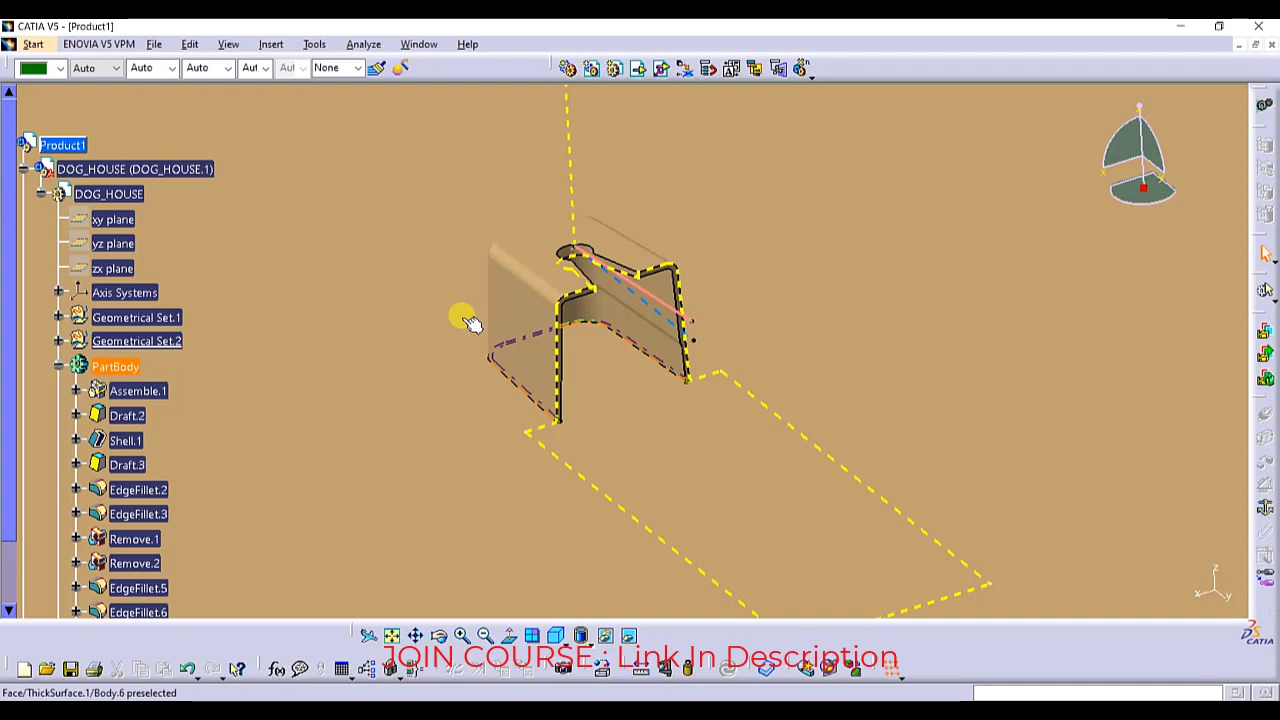 CATIA V5 - [Product1]
Start ENOVIA V5 VPM File Edit View Insert Tools Analyze Window Help
Auto Auto Auto Aut Aut None
Product1
DOG_HOUSE (DOG_HOUSE.1)
DOG_HOUSE
xy plane
yz plane
zx plane
Axis Systems
Geometrical Set.1
Geometrical Set.2
PartBody
Assemble.1
Draft.2
Shell.1
Draft.3
EdgeFillet.2
EdgeFillet.3
Remove.1
Remove.2
EdgeFillet.5
EdgeFillet.6
z
x y
CATIA
JOIN COURSE : Link In Description
f(x)
Face/ThickSurface.1/Body.6 preselected